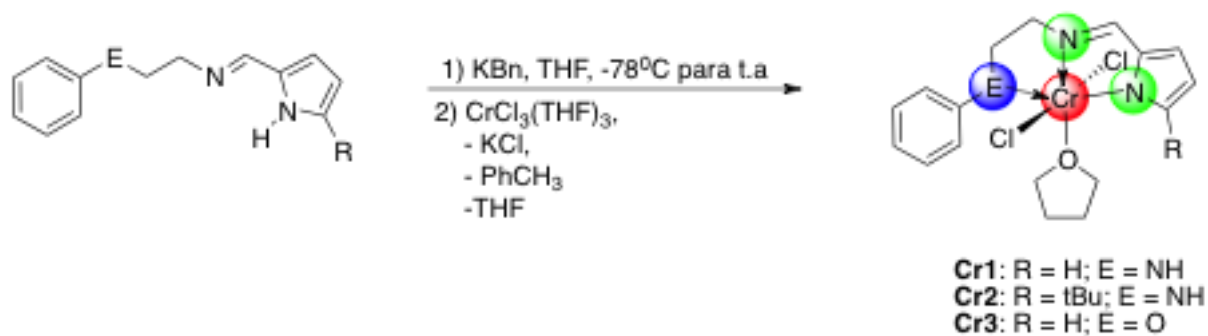 E
N
N
H
R
1) KBn, THF, -78⁰C para t.a
2) CrCl₃(THF)₃,
- KCl,
- PhCH₃
-THF
N
Cl
E
Cr
N
Cl
O
R
Cr1: R = H; E = NH
Cr2: R = tBu; E = NH
Cr3: R = H; E = O